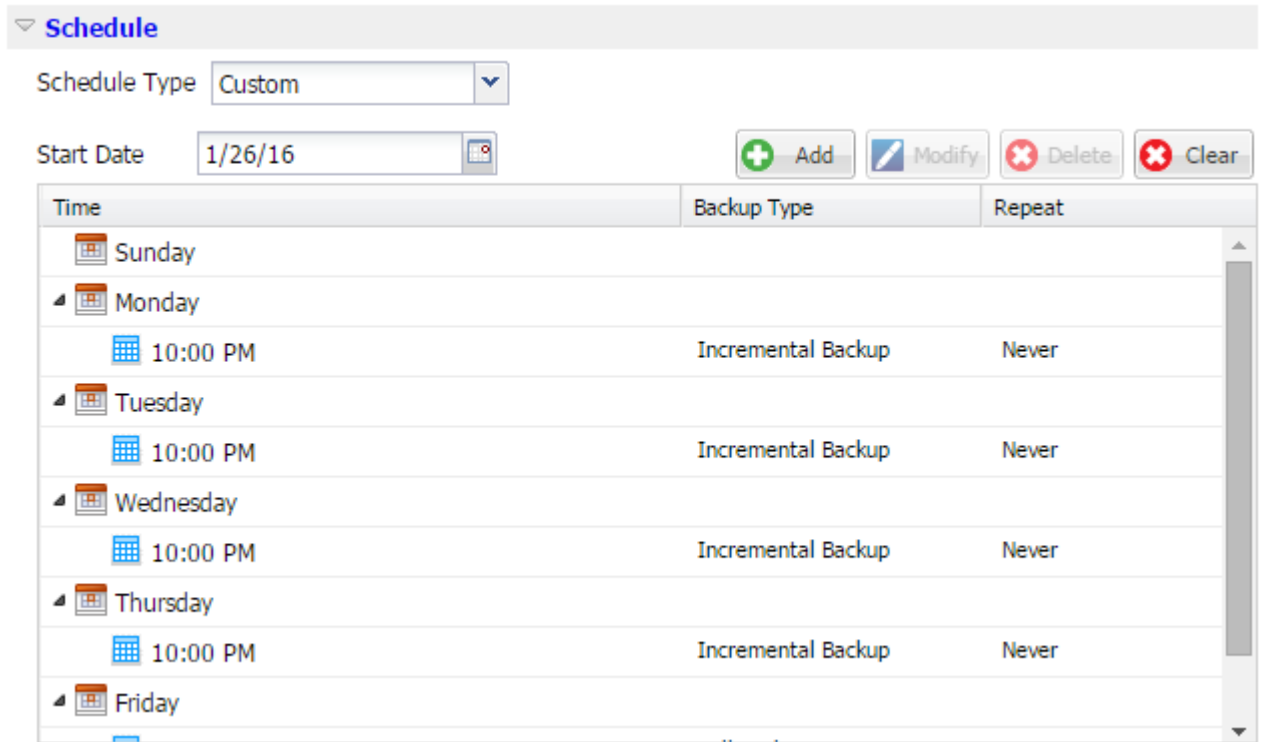 Schedule
Schedule Type Custom
Start Date 1/26/16 Add Modify Delete Clear
Time Backup Type Repeat
Sunday
Monday
10:00 PM Incremental Backup Never
Tuesday
10:00 PM Incremental Backup Never
Wednesday
10:00 PM Incremental Backup Never
Thursday
10:00 PM Incremental Backup Never
Friday